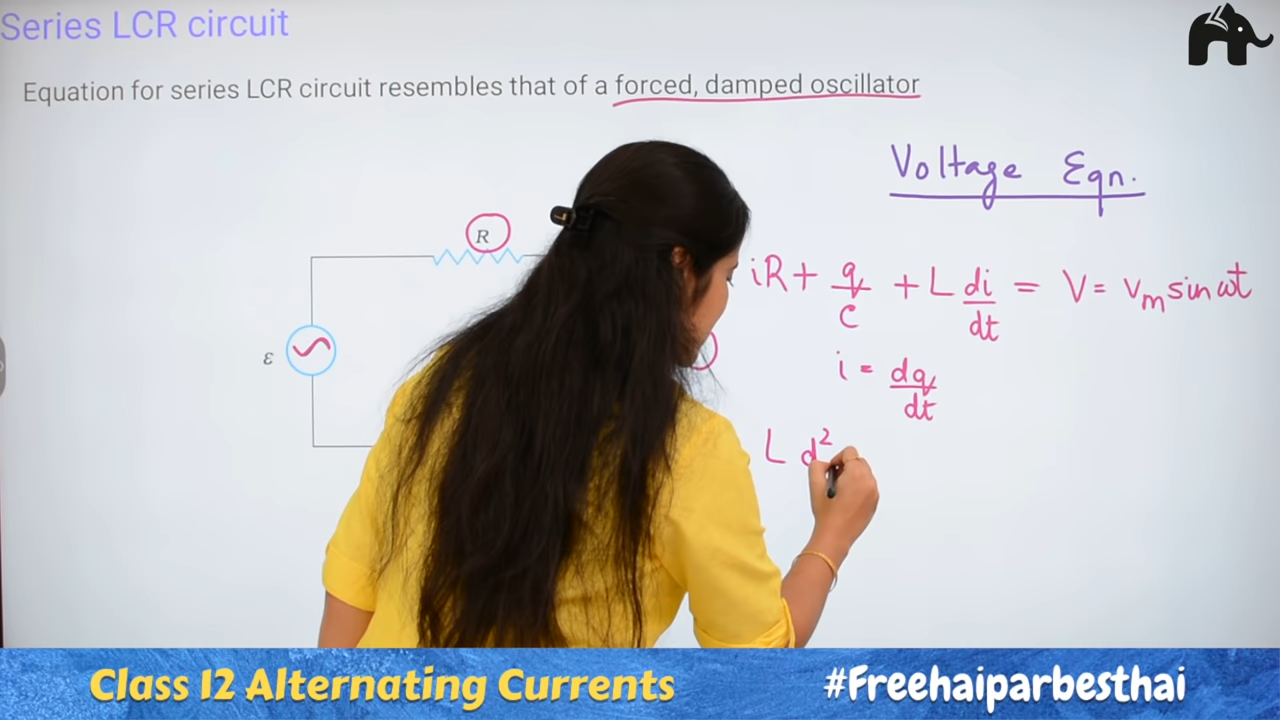 Series LCR circuit
Equation for series LCR circuit resembles that of a forced, damped oscillator
Voltage Eqn.
R
iR + q/C + L di/dt = V = vm sin ωt
ε
i = dq/dt
L d²
Class 12 Alternating Currents
#Freehaiparbesthai